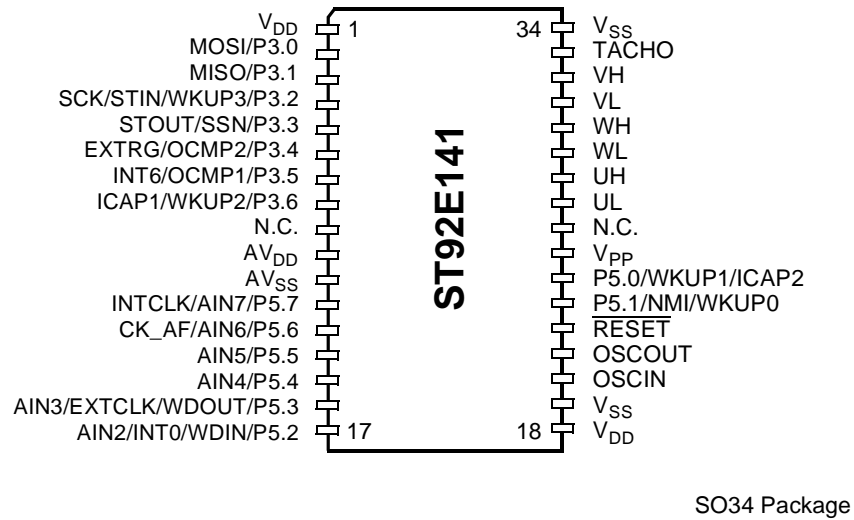 VDD 1 34 VSS
MOSI/P3.0 TACHO
MISO/P3.1 VH
SCK/STIN/WKUP3/P3.2 VL
STOUT/SSN/P3.3 WH
EXTRG/OCMP2/P3.4 WL
INT6/OCMP1/P3.5 UH
ICAP1/WKUP2/P3.6 UL
N.C. N.C.
AVDD VPP
AVSS P5.0/WKUP1/ICAP2
INTCLK/AIN7/P5.7 P5.1/NMI/WKUP0
CK_AF/AIN6/P5.6 RESET
AIN5/P5.5 OSCOUT
AIN4/P5.4 OSCIN
AIN3/EXTCLK/WDOUT/P5.3 VSS
AIN2/INT0/WDIN/P5.2 17 18 VDD
ST92E141
SO34 Package